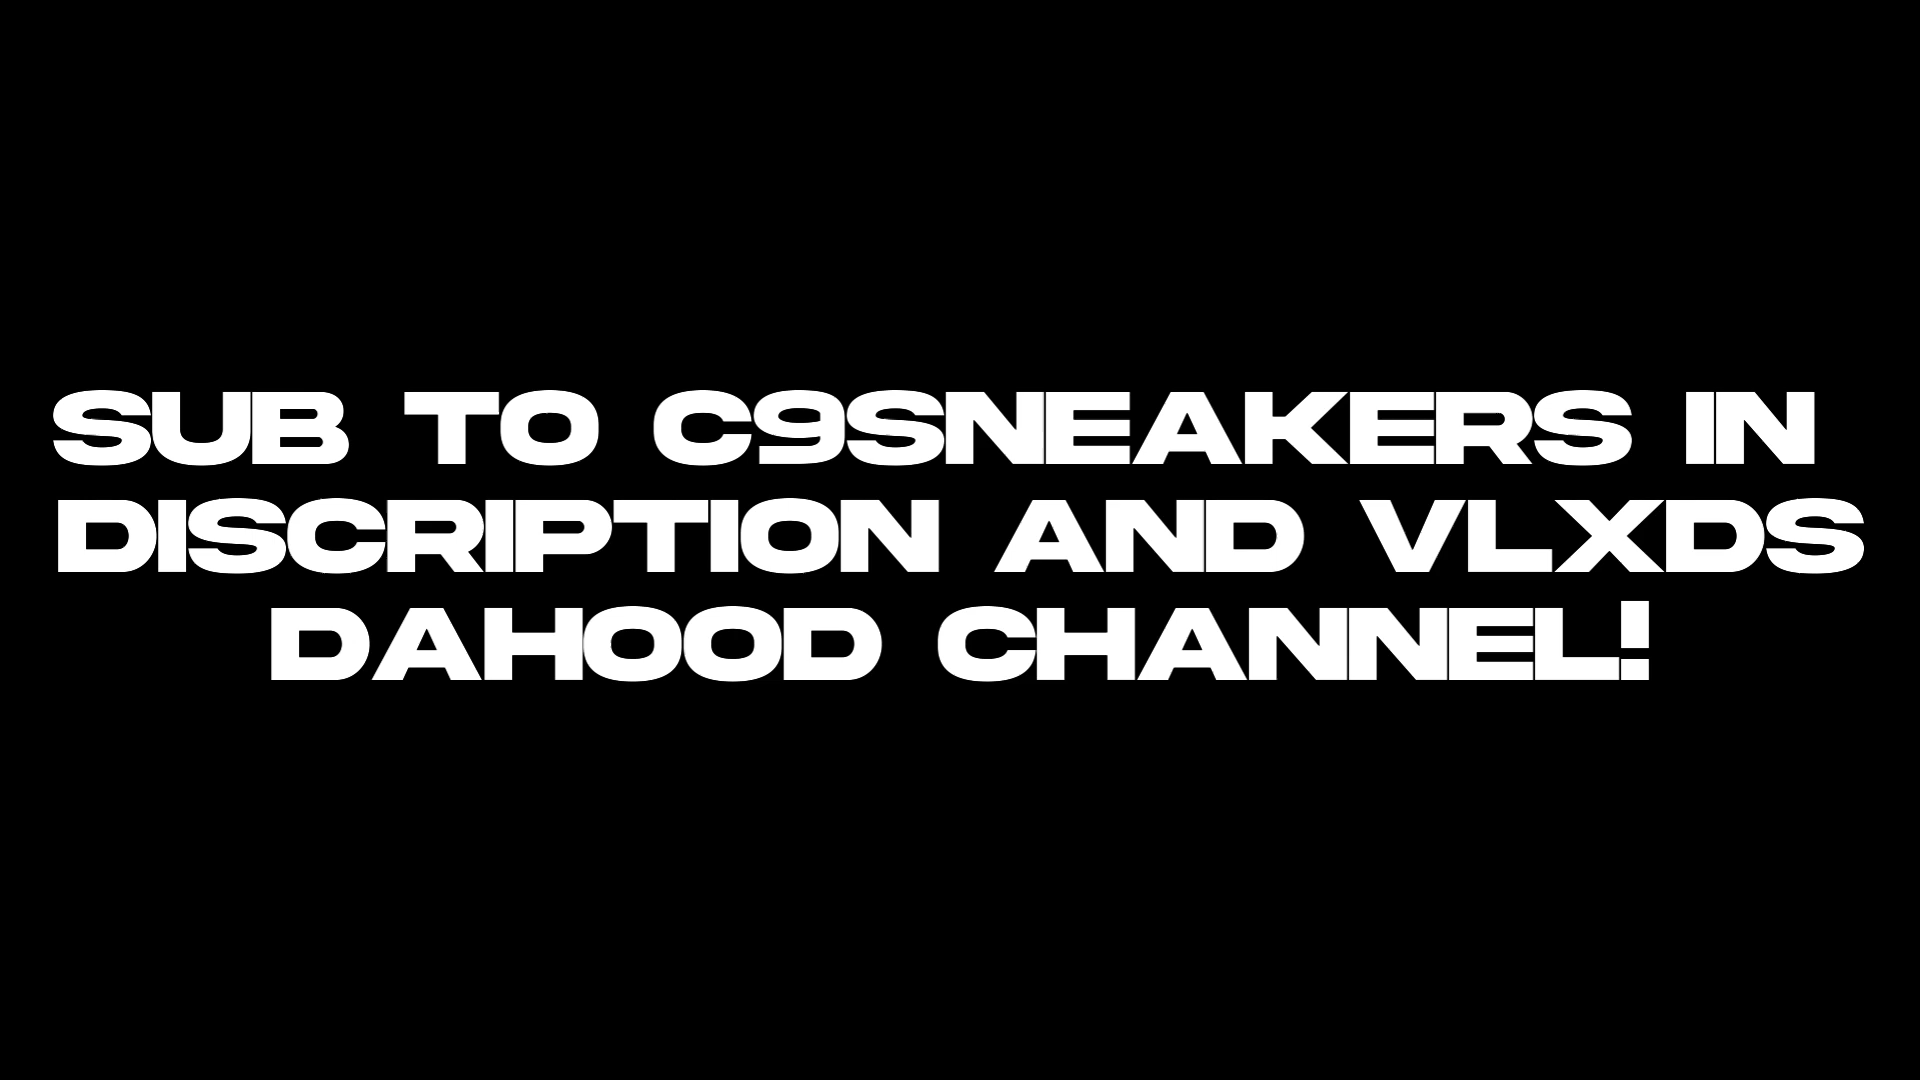 SUB TO C9SNEAKERS IN
DISCRIPTION AND VLXDS
DAHOOD CHANNEL!